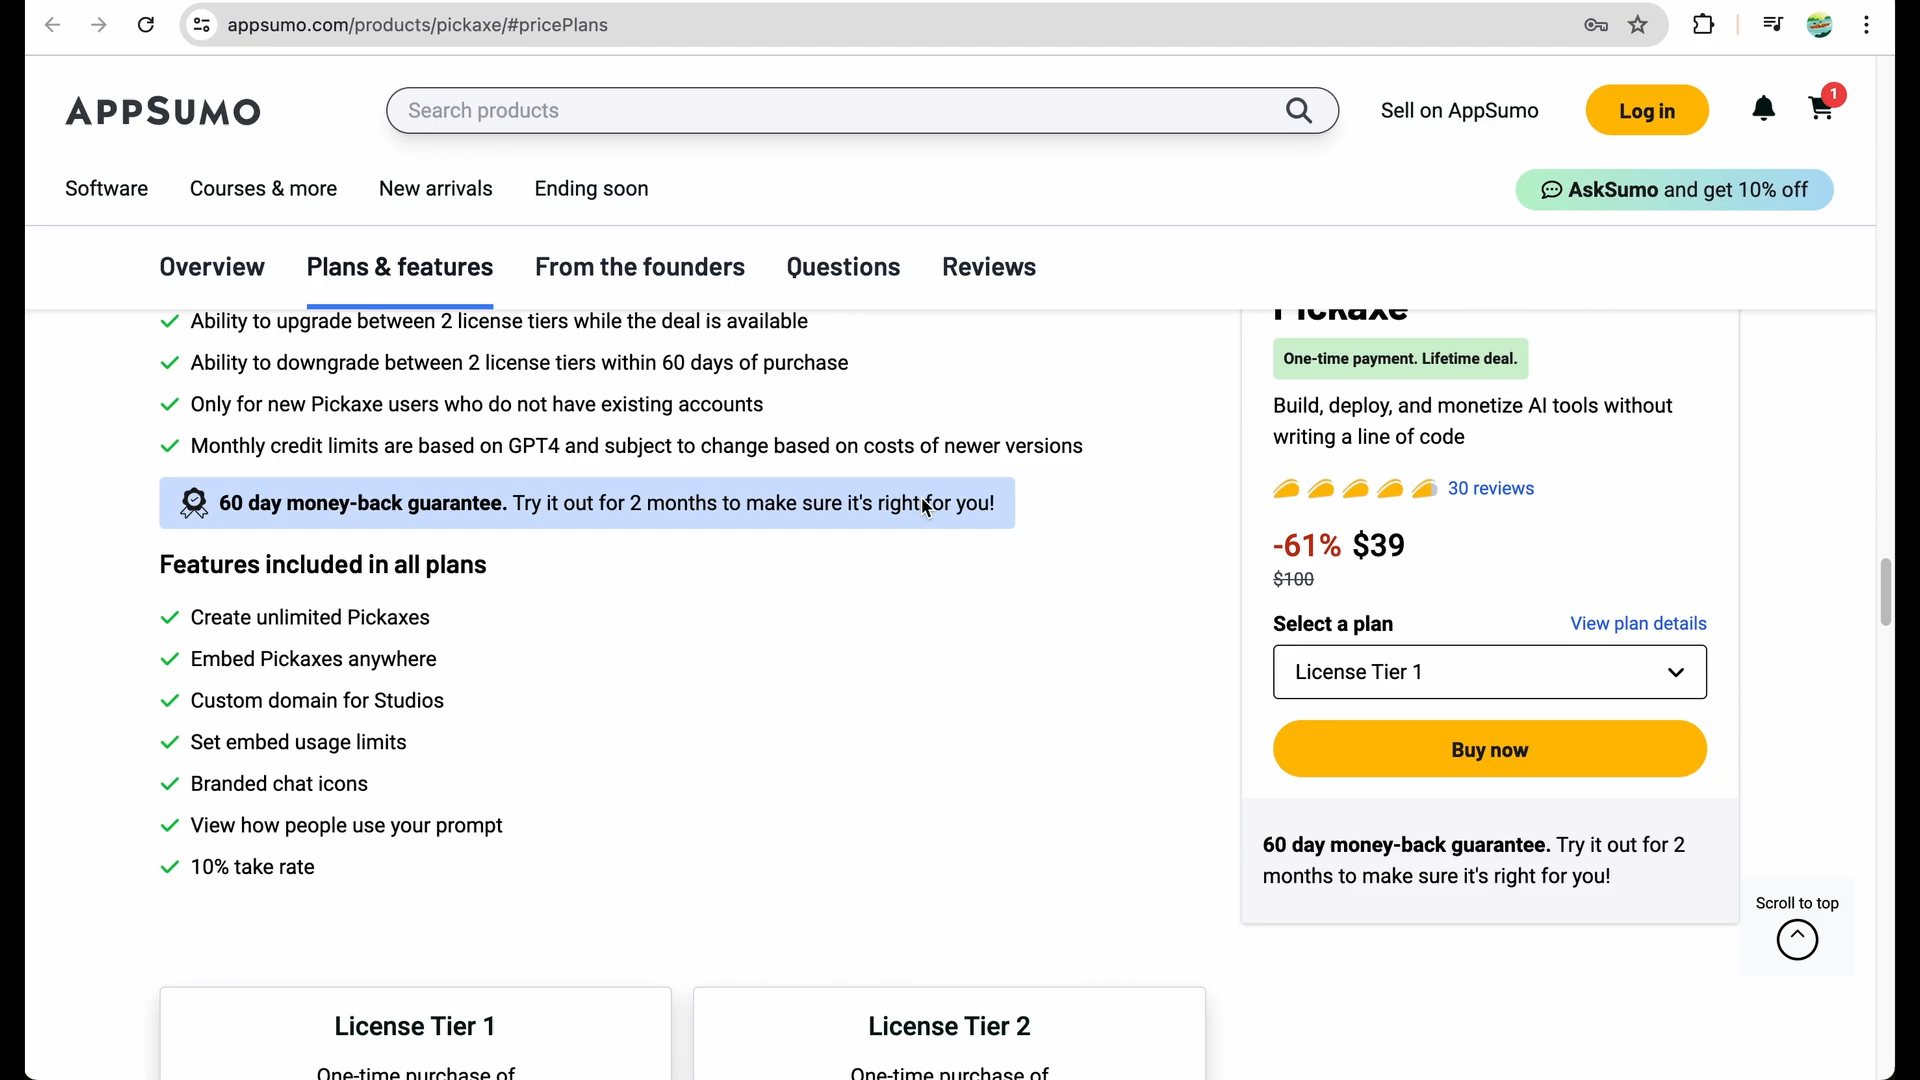 appsumo.com/products/pickaxe/#pricePlans
APPSUMO
Search products
Sell on AppSumo
Log in
1
Software
Courses & more
New arrivals
Ending soon
AskSumo and get 10% off
Overview
Plans & features
From the founders
Questions
Reviews
Ability to upgrade between 2 license tiers while the deal is available
Ability to downgrade between 2 license tiers within 60 days of purchase
Only for new Pickaxe users who do not have existing accounts
Monthly credit limits are based on GPT4 and subject to change based on costs of newer versions
60 day money-back guarantee. Try it out for 2 months to make sure it's right for you!
Features included in all plans
Create unlimited Pickaxes
Embed Pickaxes anywhere
Custom domain for Studios
Set embed usage limits
Branded chat icons
View how people use your prompt
10% take rate
Pickaxe
One-time payment. Lifetime deal.
Build, deploy, and monetize AI tools without
writing a line of code
30 reviews
-61% $39
$100
Select a plan
View plan details
License Tier 1
Buy now
60 day money-back guarantee. Try it out for 2
months to make sure it's right for you!
Scroll to top
License Tier 1
One-time purchase of
License Tier 2
One-time purchase of